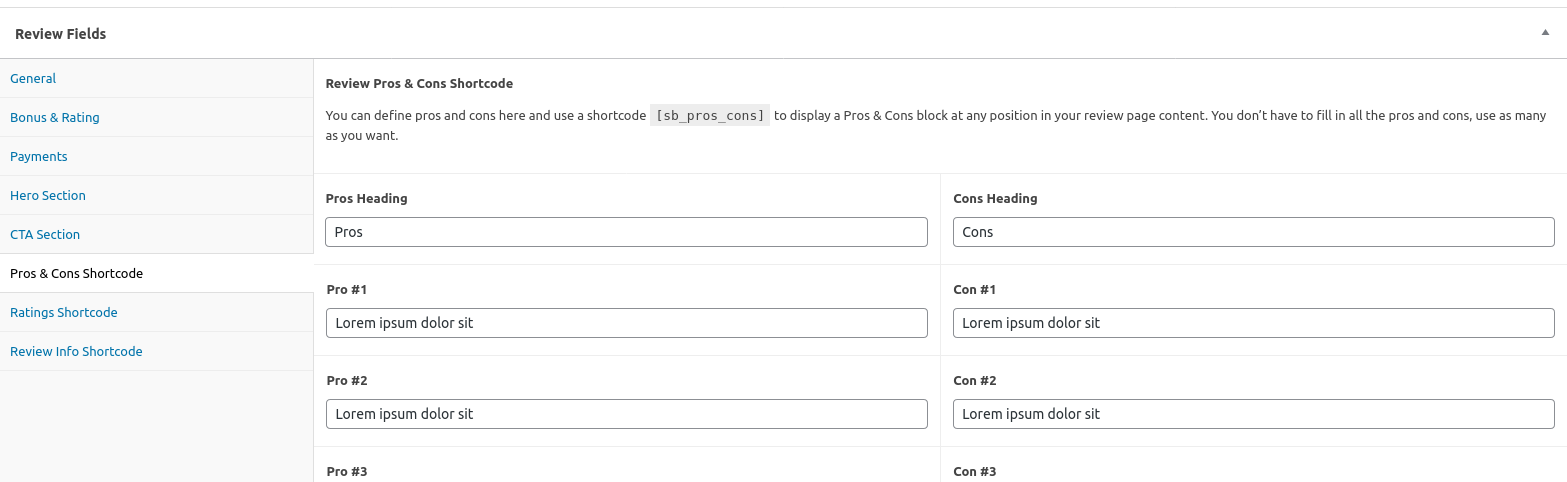 Review Fields
General
Bonus & Rating
Payments
Hero Section
CTA Section
Pros & Cons Shortcode
Ratings Shortcode
Review Info Shortcode
Review Pros & Cons Shortcode
You can define pros and cons here and use a shortcode [sb_pros_cons] to display a Pros & Cons block at any position in your review page content. You don’t have to fill in all the pros and cons, use as many
as you want.
Pros Heading
Cons Heading
Pros
Cons
Pro #1
Con #1
Lorem ipsum dolor sit
Lorem ipsum dolor sit
Pro #2
Con #2
Lorem ipsum dolor sit
Lorem ipsum dolor sit
Pro #3
Con #3